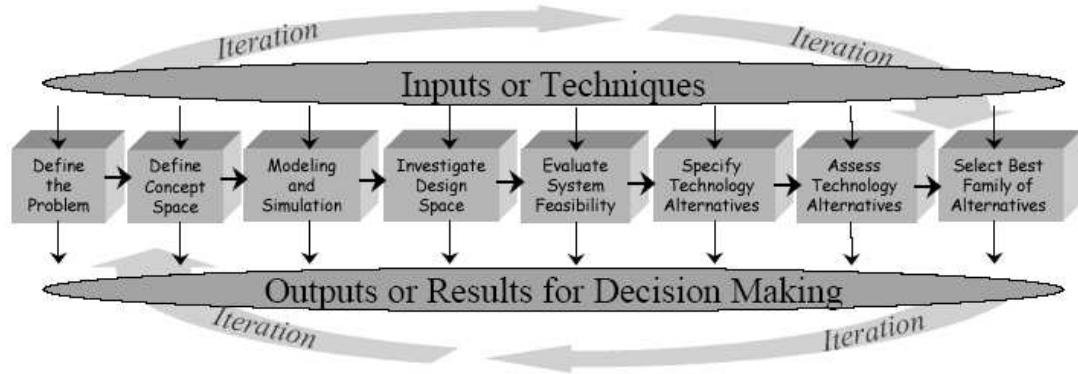 Iteration
Iteration
Inputs or Techniques
Define
the
Problem
Define
Concept
Space
Modeling
and
Simulation
Investigate
Design
Space
Evaluate
System
Feasibility
Specify
Technology
Alternatives
Assess
Technology
Alternatives
Select Best
Family of
Alternatives
Outputs or Results for Decision Making
Iteration
Iteration